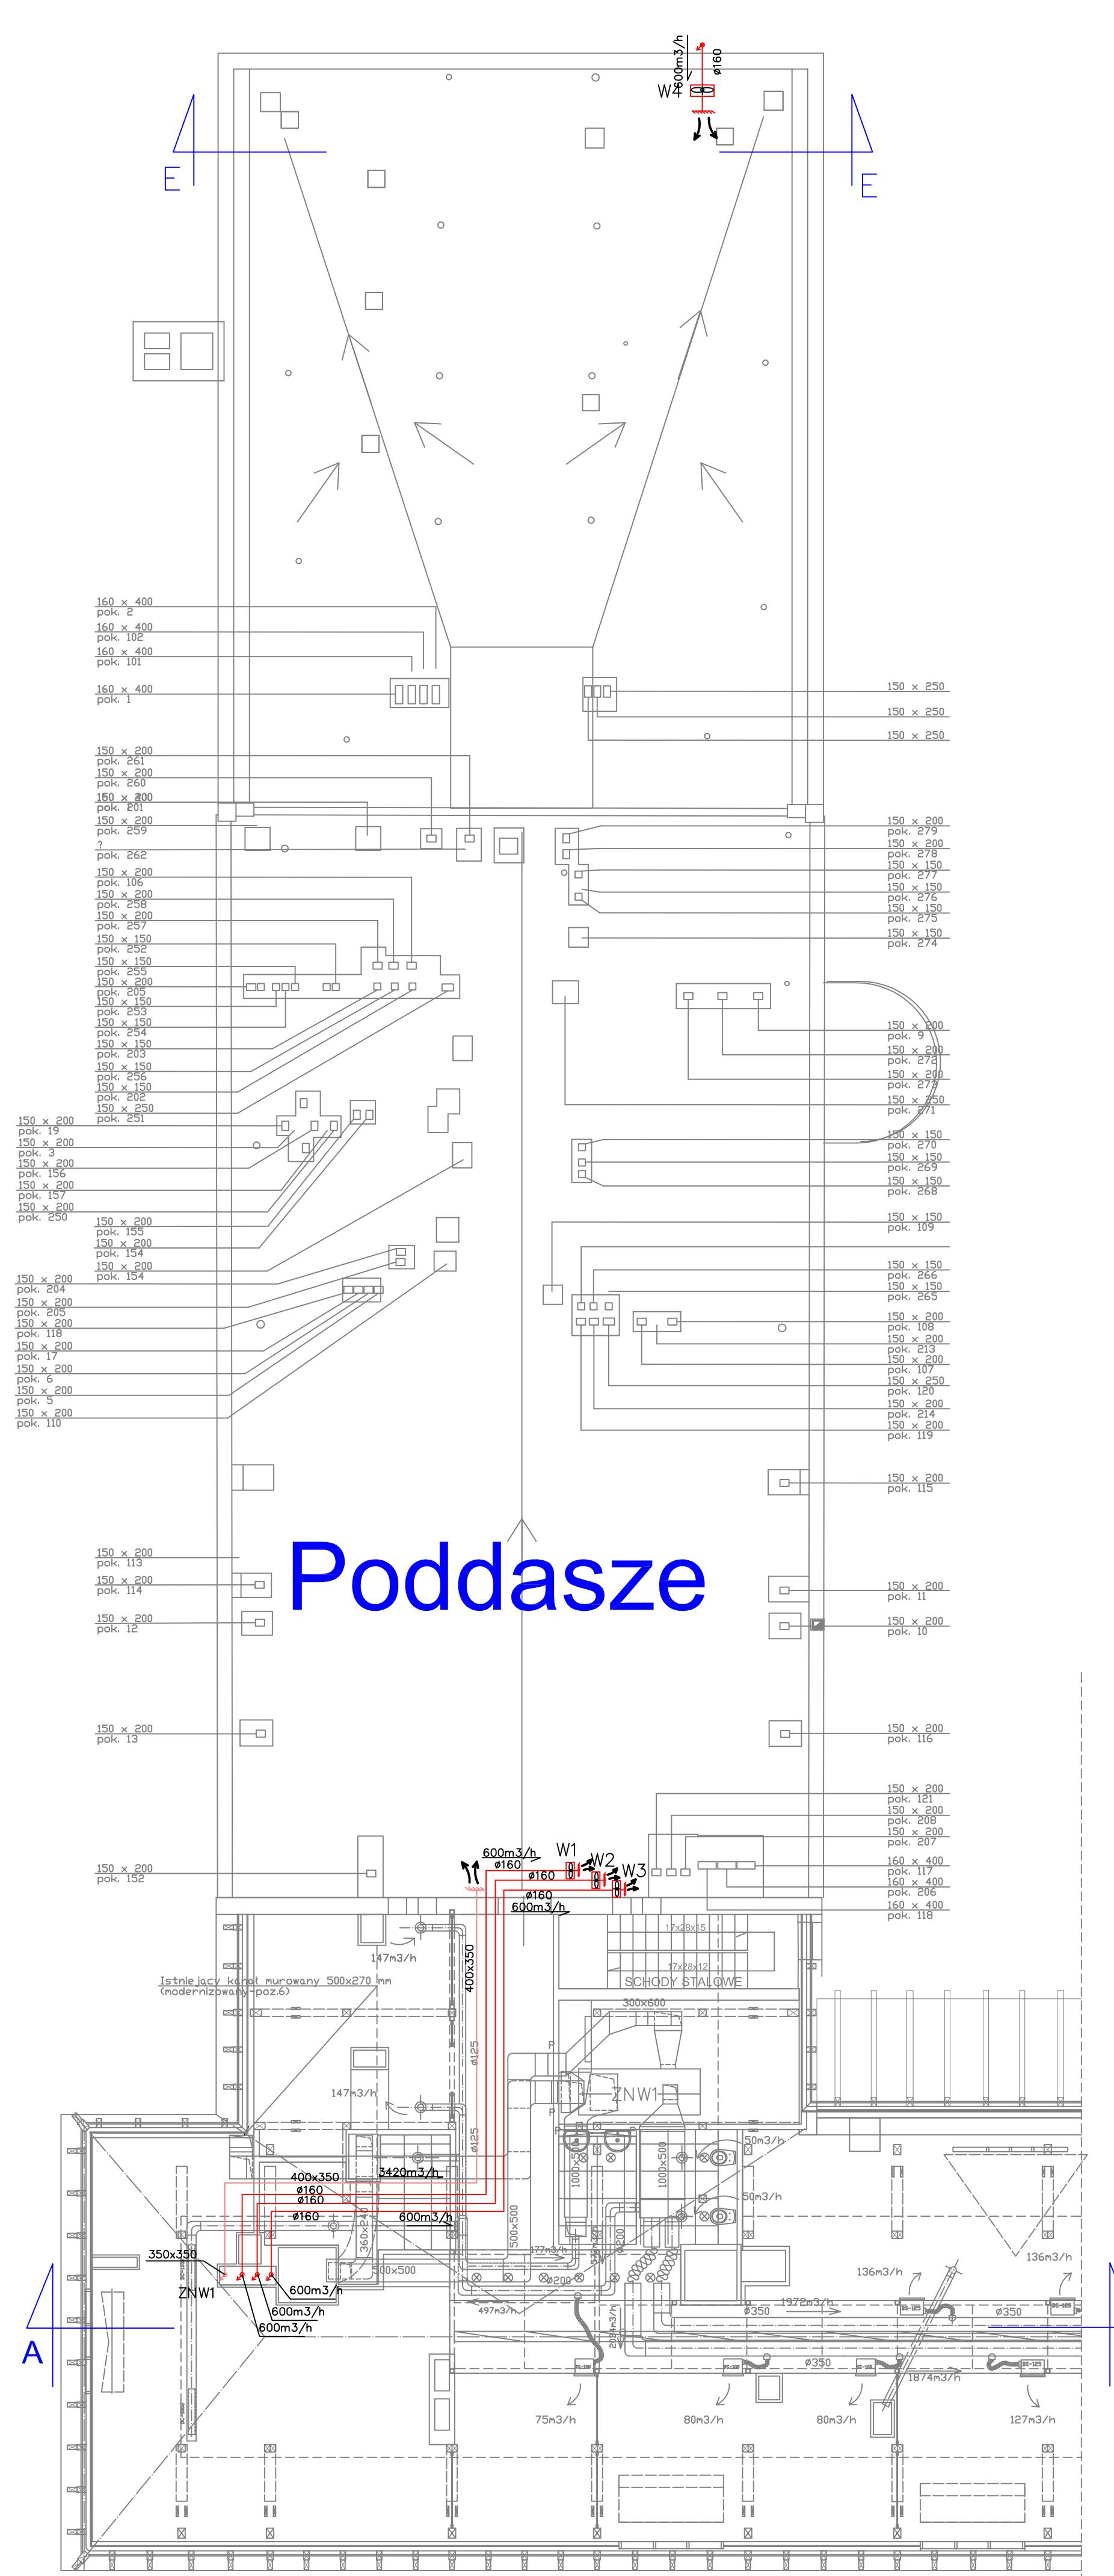 600m3/h
ø160
W4
E
E
160 x 400
pok. 2
160 x 400
pok. 102
160 x 400
pok. 101
160 x 400
pok. 1
150 x 250
150 x 250
150 x 250
150 x 200
pok. 261
150 x 200
pok. 260
pok. 201
150 x 200
pok. 259
?
pok. 262
150 x 200
pok. 106
150 x 200
pok. 258
150 x 200
pok. 257
150 x 150
pok. 252
150 x 150
pok. 255
150 x 200
pok. 205
150 x 150
pok. 253
150 x 150
pok. 254
150 x 150
pok. 203
150 x 150
pok. 256
150 x 150
pok. 202
150 x 250
pok. 251
150 x 200
pok. 279
150 x 200
pok. 278
150 x 150
pok. 277
150 x 150
pok. 276
150 x 150
pok. 275
150 x 150
pok. 274
150 x 200
pok. 9
150 x 200
pok. 272
150 x 200
pok. 273
150 x 250
pok. 271
150 x 150
pok. 270
150 x 150
pok. 269
150 x 150
pok. 268
150 x 150
pok. 109
150 x 150
pok. 266
150 x 150
pok. 265
150 x 200
pok. 108
150 x 200
pok. 213
150 x 200
pok. 107
150 x 250
pok. 120
150 x 200
pok. 214
150 x 200
pok. 119
150 x 200
pok. 19
150 x 200
pok. 3
150 x 200
pok. 156
150 x 200
pok. 157
150 x 200
pok. 250
150 x 200
pok. 155
150 x 200
pok. 154
150 x 200
pok. 154
150 x 200
pok. 204
150 x 200
pok. 205
150 x 200
pok. 118
150 x 200
pok. 17
150 x 200
pok. 6
150 x 200
pok. 5
150 x 200
pok. 110
150 x 200
pok. 115
150 x 200
pok. 113
150 x 200
pok. 114
150 x 200
pok. 12
Poddasze
150 x 200
pok. 11
150 x 200
pok. 10
150 x 200
pok. 13
150 x 200
pok. 116
150 x 200
pok. 121
150 x 200
pok. 208
150 x 200
pok. 207
160 x 400
pok. 117
160 x 400
pok. 206
160 x 400
pok. 118
150 x 200
pok. 152
600m3/h
ø160
W1
W2
W3
ø160
ø160
600m3/h
147m3/h
400x350
17x28x15
17x28x12
SCHODY STALOWE
Istniejący kanał murowany 500x270 mm
(modernizowany-poz.6)
300x600
ø125
P
147m3/h
ZNW1
P
P
P
ø125
50m3/h
400x350
3420m3/h
ø160
ø160
ø160
600m3/h
1000x500
1000x500
50m3/h
500x500
360x240
ø200
350x350
ZNW1
600m3/h
600m3/h
600m3/h
500x500
177m3/h
ø200
497m3/h
2034m3/h
1972m3/h
ø350
136m3/h
136m3/h
ø350
ø350
1874m3/h
A
75m3/h
80m3/h
80m3/h
127m3/h